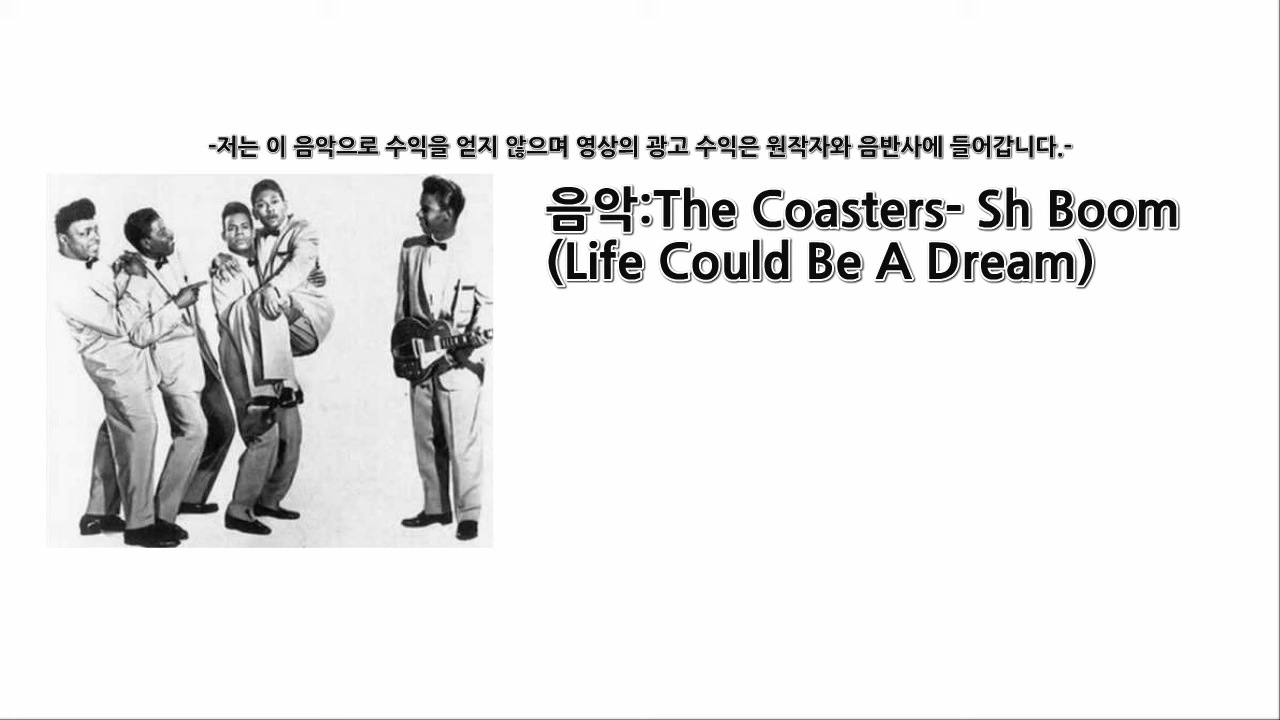 -저는 이 음악으로 수익을 얻지 않으며 영상의 광고 수익은 원작자와 음반사에 들어갑니다.-
음악:The Coasters- Sh Boom
(Life Could Be A Dream)